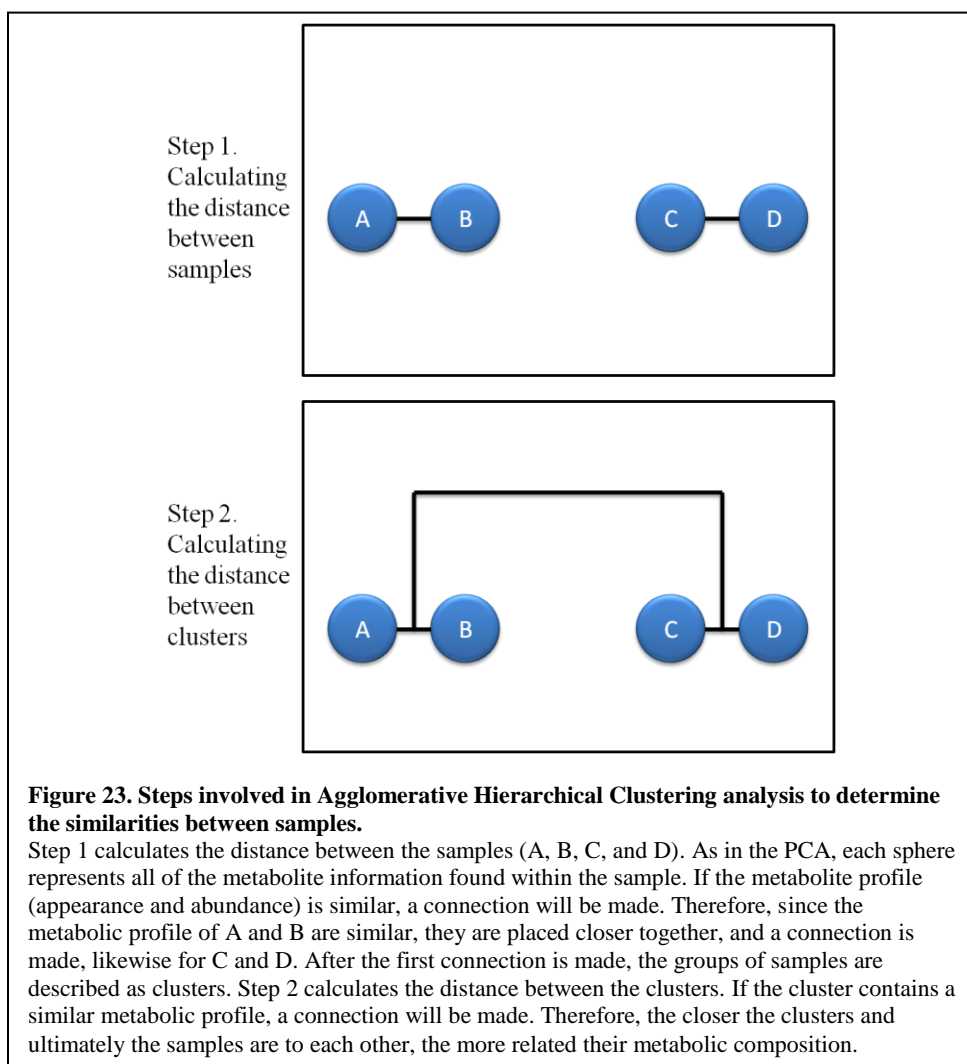 Step 1.
Calculating
the distance
between
samples
A
B
C
D
Step 2.
Calculating
the distance
between
clusters
A
B
C
D
Figure 23. Steps involved in Agglomerative Hierarchical Clustering analysis to determine
the similarities between samples.
Step 1 calculates the distance between the samples (A, B, C, and D). As in the PCA, each sphere
represents all of the metabolite information found within the sample. If the metabolite profile
(appearance and abundance) is similar, a connection will be made. Therefore, since the
metabolic profile of A and B are similar, they are placed closer together, and a connection is
made, likewise for C and D. After the first connection is made, the groups of samples are
described as clusters. Step 2 calculates the distance between the clusters. If the cluster contains a
similar metabolic profile, a connection will be made. Therefore, the closer the clusters and
ultimately the samples are to each other, the more related their metabolic composition.